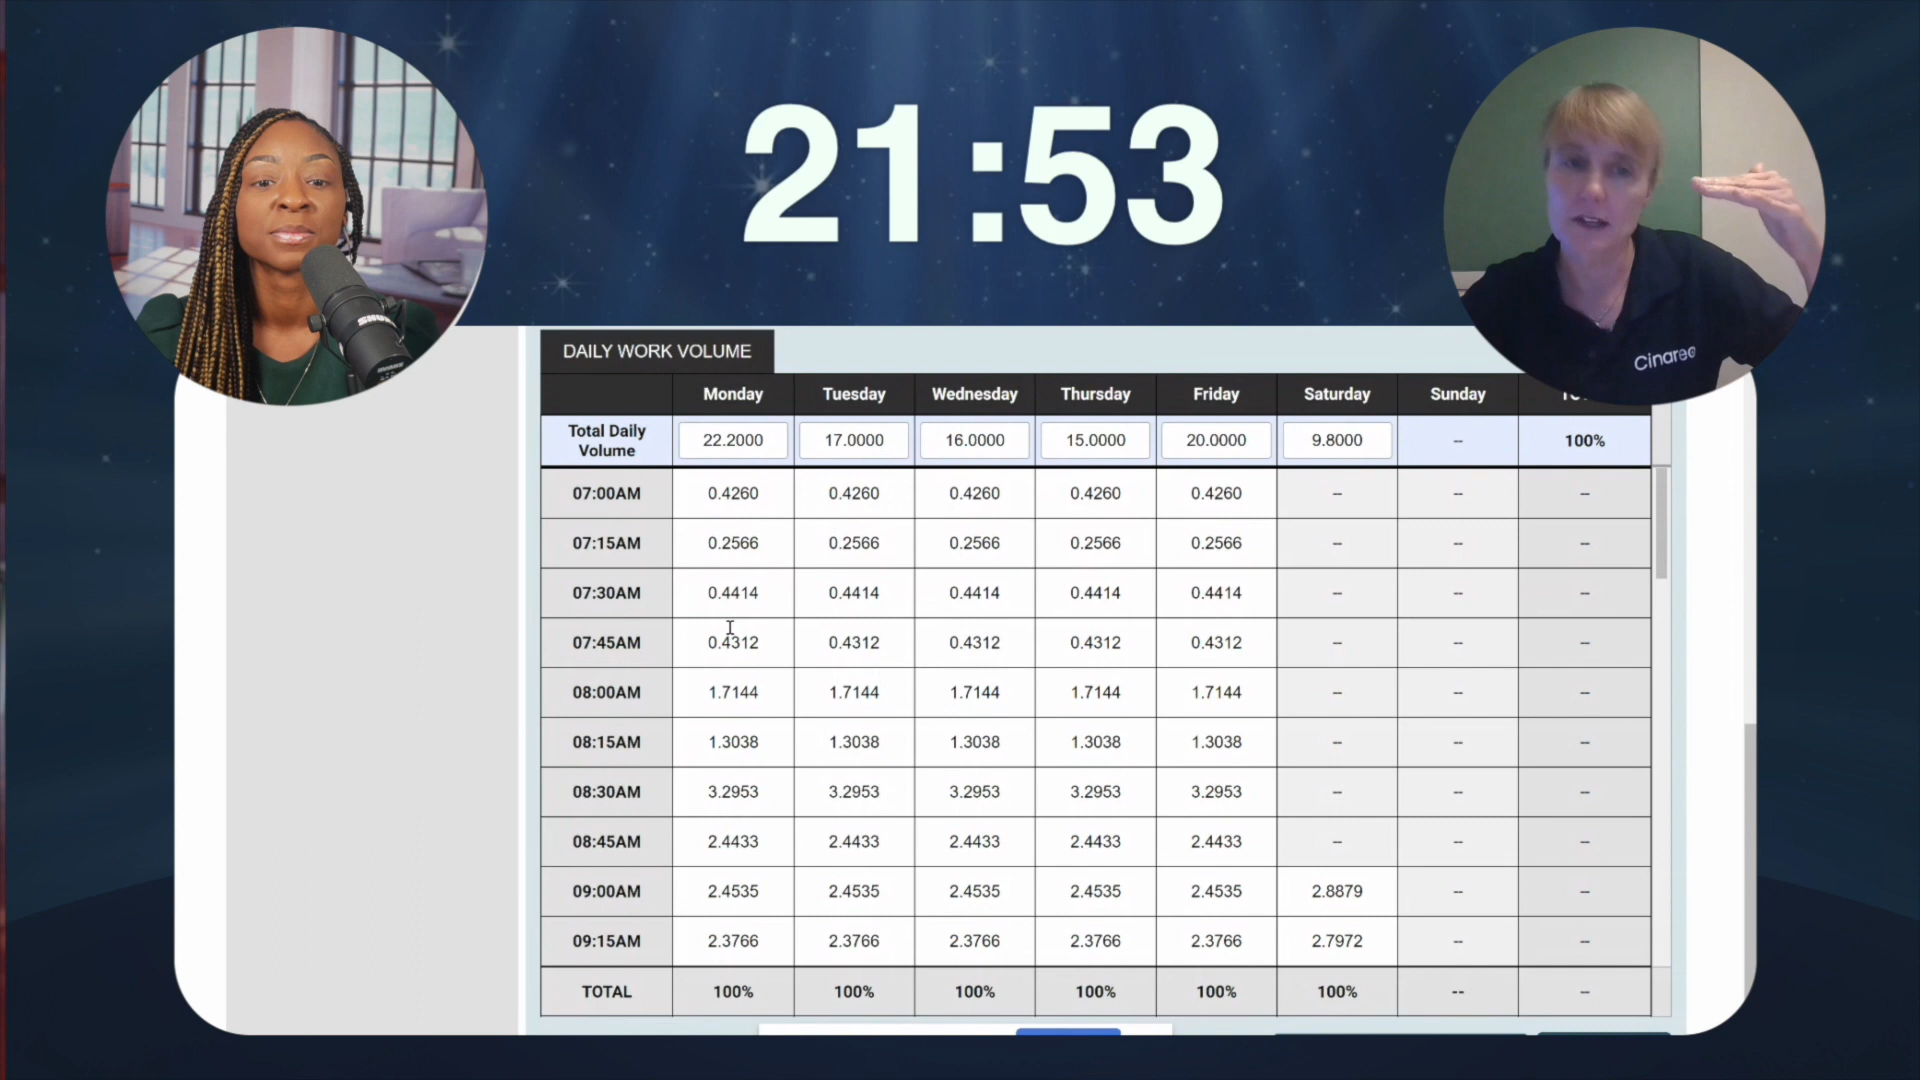 21:53
SHURE
Cinareo
DAILY WORK VOLUME
Monday Tuesday Wednesday Thursday Friday Saturday Sunday
Total Daily Volume 22.2000 17.0000 16.0000 15.0000 20.0000 9.8000 -- 100%
07:00AM 0.4260 0.4260 0.4260 0.4260 0.4260 -- -- --
07:15AM 0.2566 0.2566 0.2566 0.2566 0.2566 -- -- --
07:30AM 0.4414 0.4414 0.4414 0.4414 0.4414 -- -- --
07:45AM 0.4312 0.4312 0.4312 0.4312 0.4312 -- -- --
08:00AM 1.7144 1.7144 1.7144 1.7144 1.7144 -- -- --
08:15AM 1.3038 1.3038 1.3038 1.3038 1.3038 -- -- --
08:30AM 3.2953 3.2953 3.2953 3.2953 3.2953 -- -- --
08:45AM 2.4433 2.4433 2.4433 2.4433 2.4433 -- -- --
09:00AM 2.4535 2.4535 2.4535 2.4535 2.4535 2.8879 -- --
09:15AM 2.3766 2.3766 2.3766 2.3766 2.3766 2.7972 -- --
TOTAL 100% 100% 100% 100% 100% 100% -- --